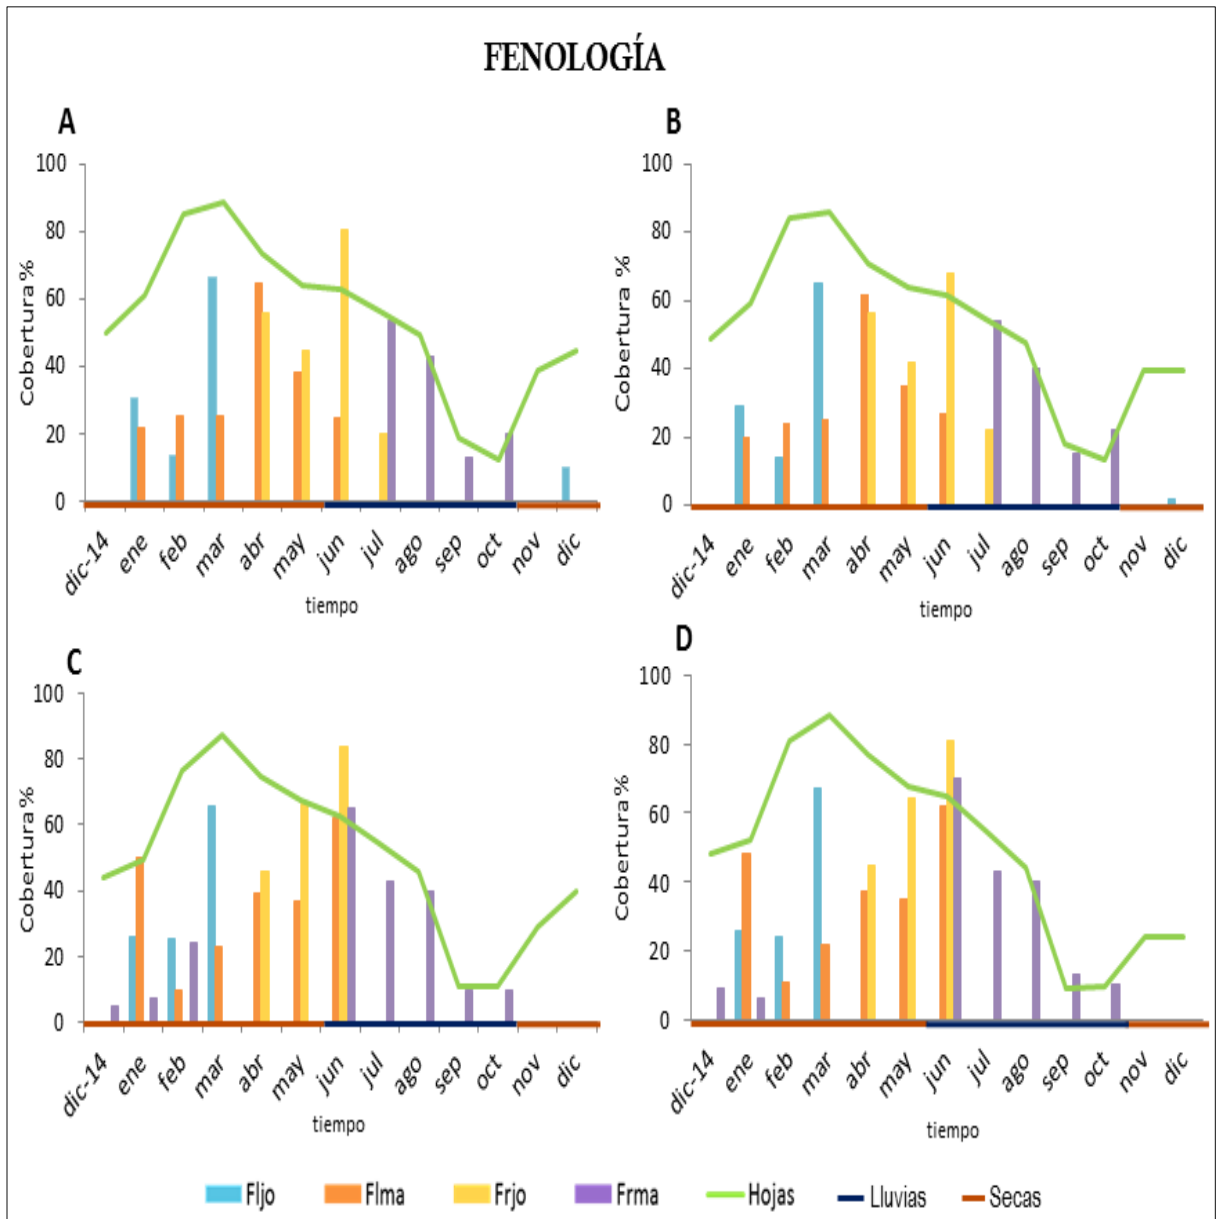 FENOLOGÍA
A
Cobertura %
100
80
60
40
20
0
dic-14 ene feb mar abr may jun jul ago sep oct nov dic
tiempo
B
Cobertura %
100
80
60
40
20
0
dic-14 ene feb mar abr may jun jul ago sep oct nov dic
tiempo
C
Cobertura %
100
80
60
40
20
0
dic-14 ene feb mar abr may jun jul ago sep oct nov dic
tiempo
D
Cobertura %
100
80
60
40
20
0
dic-14 ene feb mar abr may jun jul ago sep oct nov dic
tiempo
Fljo Flma Frjo Frma Hojas Lluvias Secas